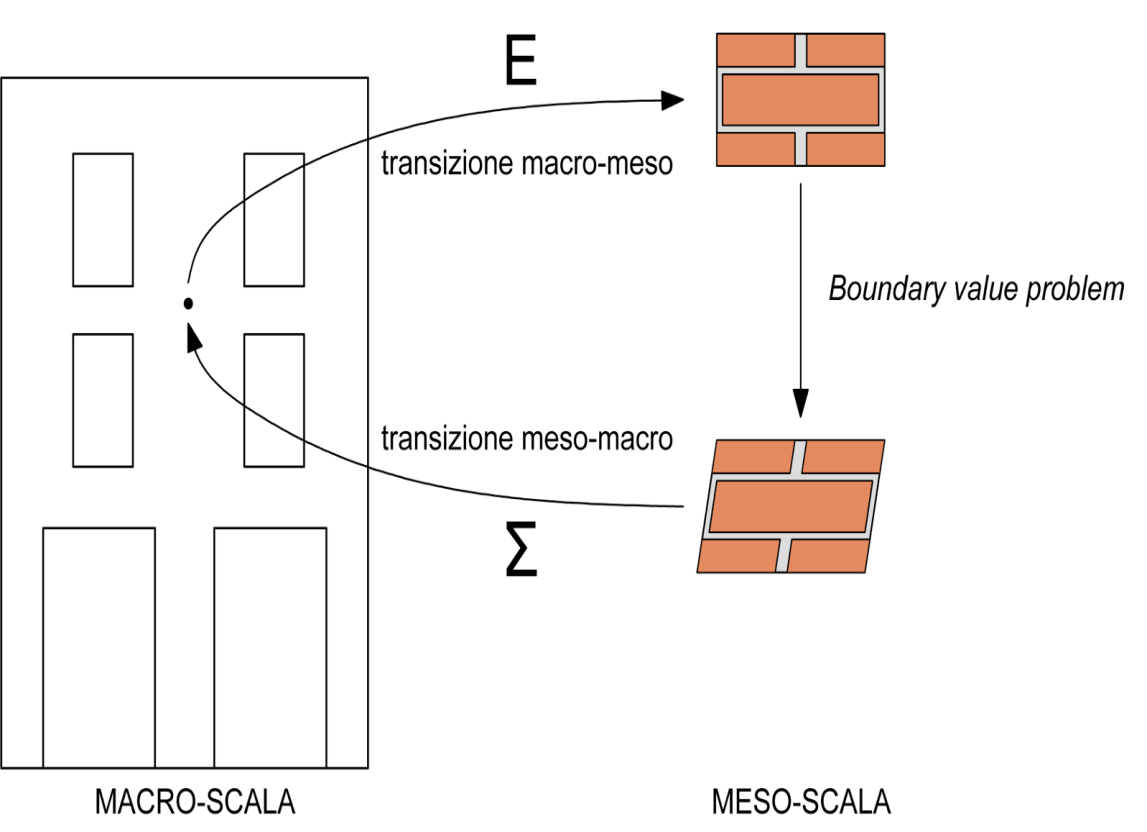 E
transizione macro-meso
Boundary value problem
transizione meso-macro
Σ
MACRO-SCALA
MESO-SCALA